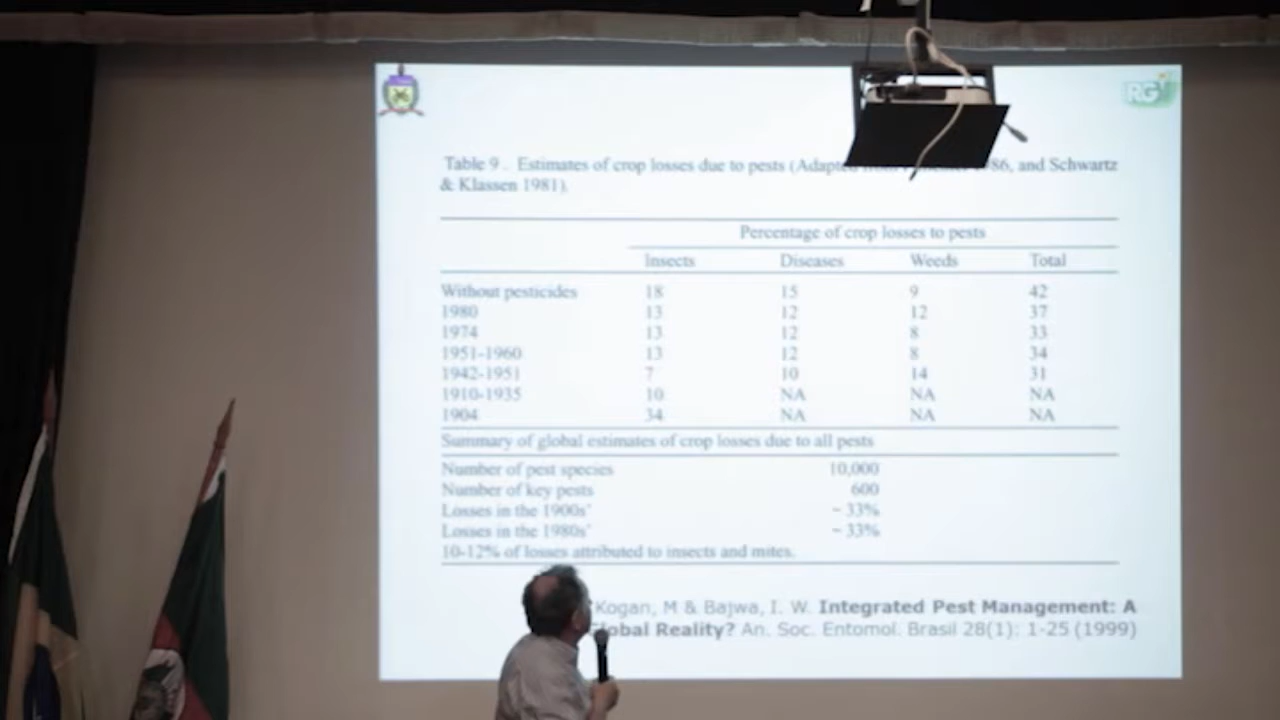 RG
Table 9 . Estimates of crop losses due to pests (Adapted 86, and Schwartz
& Klassen 1981).
Percentage of crop losses to pests
Insects Diseases Weeds Total
Without pesticides 18 15 9 42
1980 13 12 12 37
1974 13 12 8 33
1951-1960 13 12 8 34
1942-1951 7 10 14 31
1910-1935 10 NA NA NA
1904 34 NA NA NA
Summary of global estimates of crop losses due to all pests
Number of pest species 10,000
Number of key pests 600
Losses in the 1900s' ~ 33%
Losses in the 1980s' ~ 33%
10-12% of losses attributed to insects and mites.
Kogan, M & Bajwa, I. W. Integrated Pest Management: A
lobal Reality? An. Soc. Entomol. Brasil 28(1): 1-25 (1999)